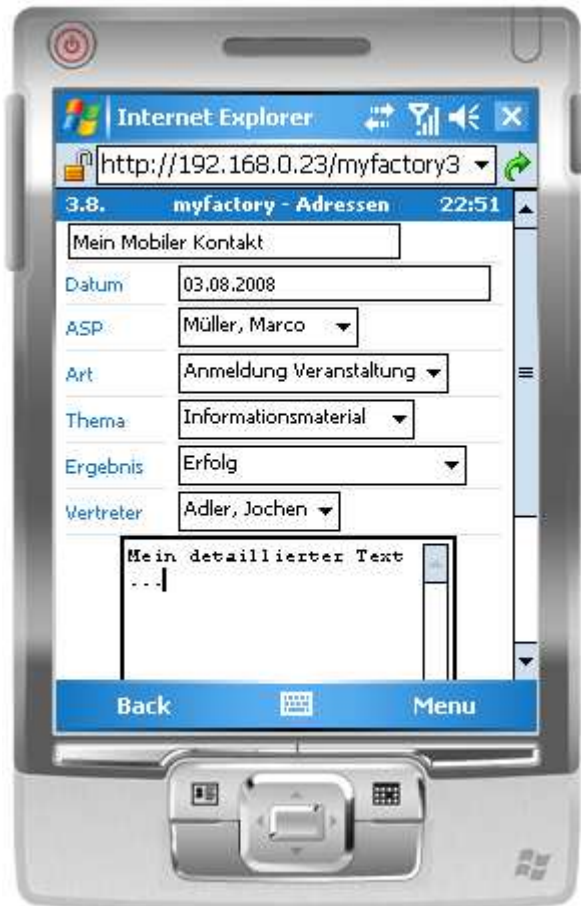 Internet Explorer
http://192.168.0.23/myfactory3
3.8. myfactory - Adressen 22:51
Mein Mobiler Kontakt
Datum 03.08.2008
ASP Müller, Marco
Art Anmeldung Veranstaltung
Thema Informationsmaterial
Ergebnis Erfolg
Vertreter Adler, Jochen
Mein detaillierter Text
...
Back Menu